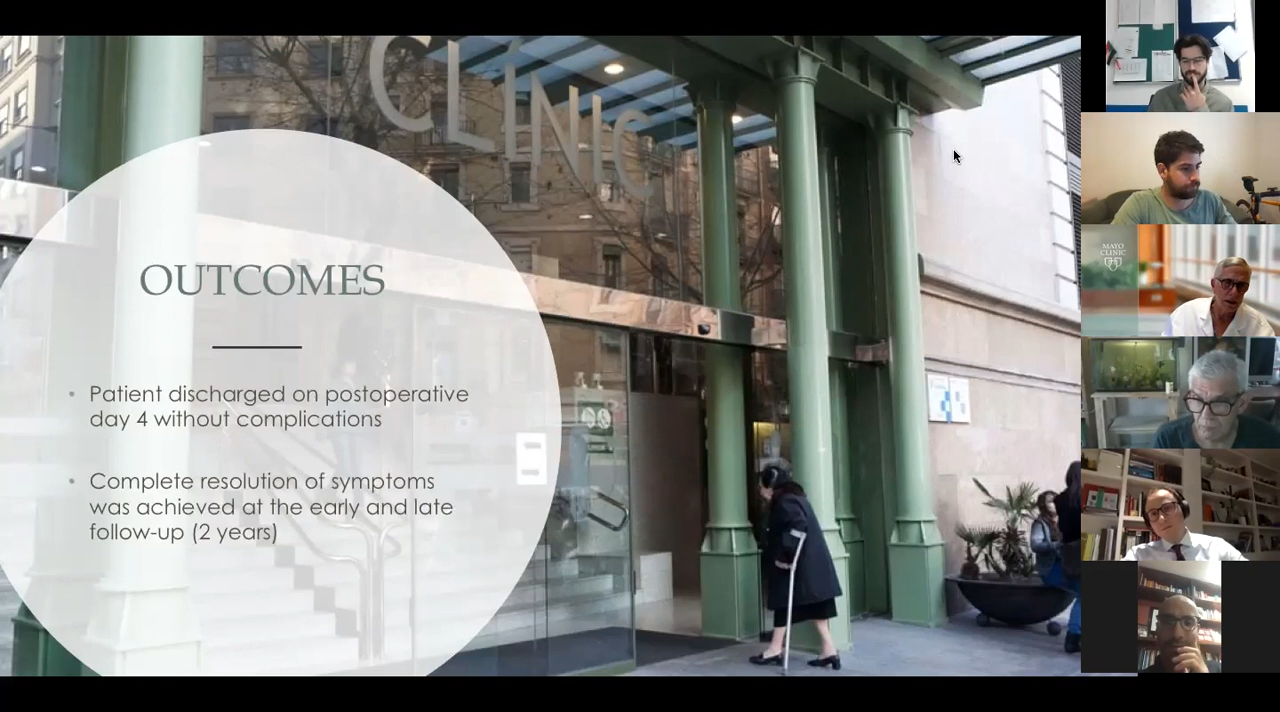 CLÍNIC
OUTCOMES
• Patient discharged on postoperative
day 4 without complications
• Complete resolution of symptoms
was achieved at the early and late
follow-up (2 years)
MAYO
CLINIC